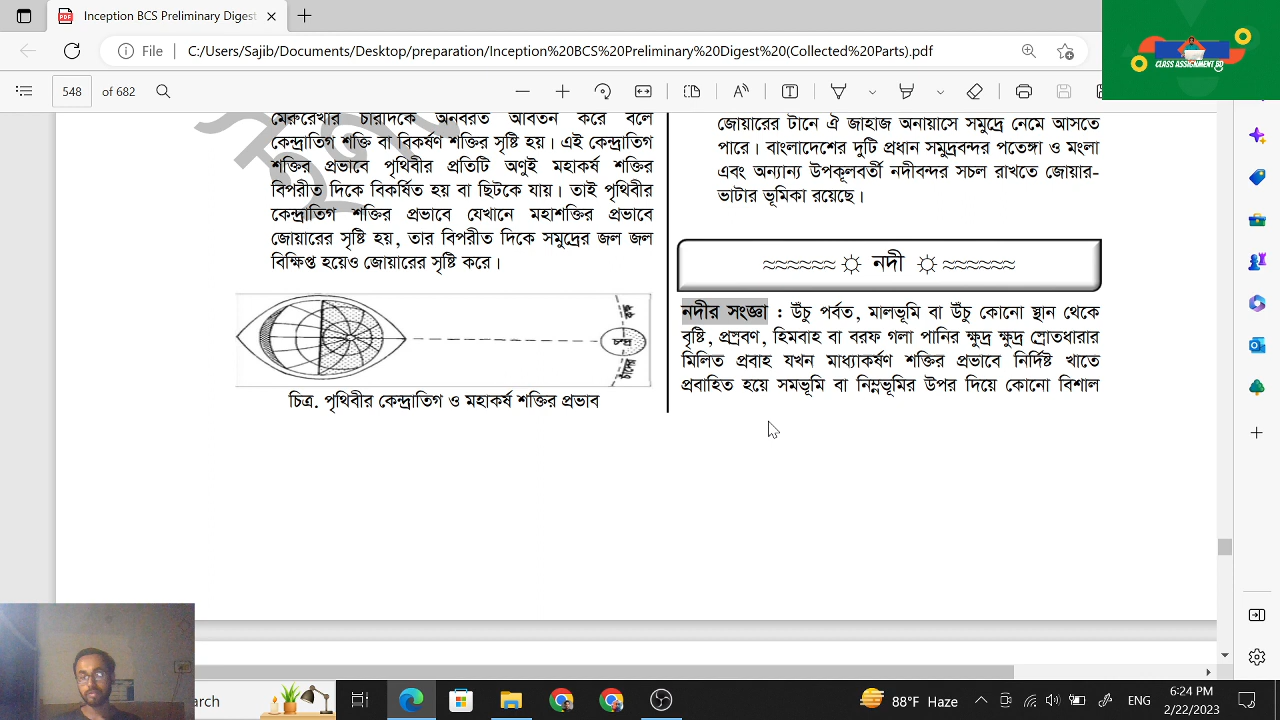 Inception BCS Preliminary Digest
File
C:/Users/Sajib/Documents/Desktop/preparation/Inception%20BCS%20Preliminary%20Digest%20(Collected%20Parts).pdf
CLASS ASSIGNMENT BD
548 of 682
মেরুরেখার চারদিকে অনবরত আবর্তন করে বলে
কেন্দ্রাতিগ শক্তি বা বিকর্ষণ শক্তির সৃষ্টি হয়। এই কেন্দ্রাতিগ
শক্তির প্রভাবে পৃথিবীর প্রতিটি অণুই মহাকর্ষ শক্তির
বিপরীত দিকে বিকর্ষিত হয় বা ছিটকে যায়। তাই পৃথিবীর
কেন্দ্রাতিগ শক্তির প্রভাবে যেখানে মহাশক্তির প্রভাবে
জোয়ারের সৃষ্টি হয়, তার বিপরীত দিকে সমুদ্রের জল জল
বিক্ষিপ্ত হয়েও জোয়ারের সৃষ্টি করে।
চন্দ্র
চাঁদের
কক্ষ
চিত্র. পৃথিবীর কেন্দ্রাতিগ ও মহাকর্ষ শক্তির প্রভাব
জোয়ারের টানে ঐ জাহাজ অনায়াসে সমুদ্রে নেমে আসতে
পারে। বাংলাদেশের দুটি প্রধান সমুদ্রবন্দর পতেঙ্গা ও মংলা
এবং অন্যান্য উপকূলবর্তী নদীবন্দর সচল রাখতে জোয়ার-
ভাটার ভূমিকা রয়েছে।
≈≈≈≈≈≈ ☼ নদী ☼ ≈≈≈≈≈≈
নদীর সংজ্ঞা : উঁচু পর্বত, মালভূমি বা উঁচু কোনো স্থান থেকে
বৃষ্টি, প্রস্রবণ, হিমবাহ বা বরফ গলা পানির ক্ষুদ্র ক্ষুদ্র স্রোতধারার
মিলিত প্রবাহ যখন মাধ্যাকর্ষণ শক্তির প্রভাবে নির্দিষ্ট খাতে
প্রবাহিত হয়ে সমভূমি বা নিম্নভূমির উপর দিয়ে কোনো বিশাল
arch
88°F Haze
ENG
6:24 PM
2/22/2023